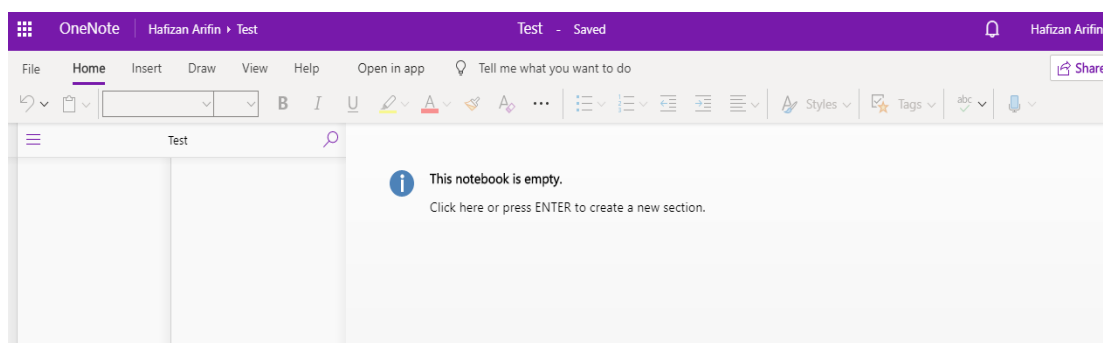 OneNote Hafizan Arifin › Test Test - Saved Hafizan Arifin
File Home Insert Draw View Help Open in app Tell me what you want to do Share
B I U A A ... Styles Tags abc
Test
This notebook is empty.
Click here or press ENTER to create a new section.